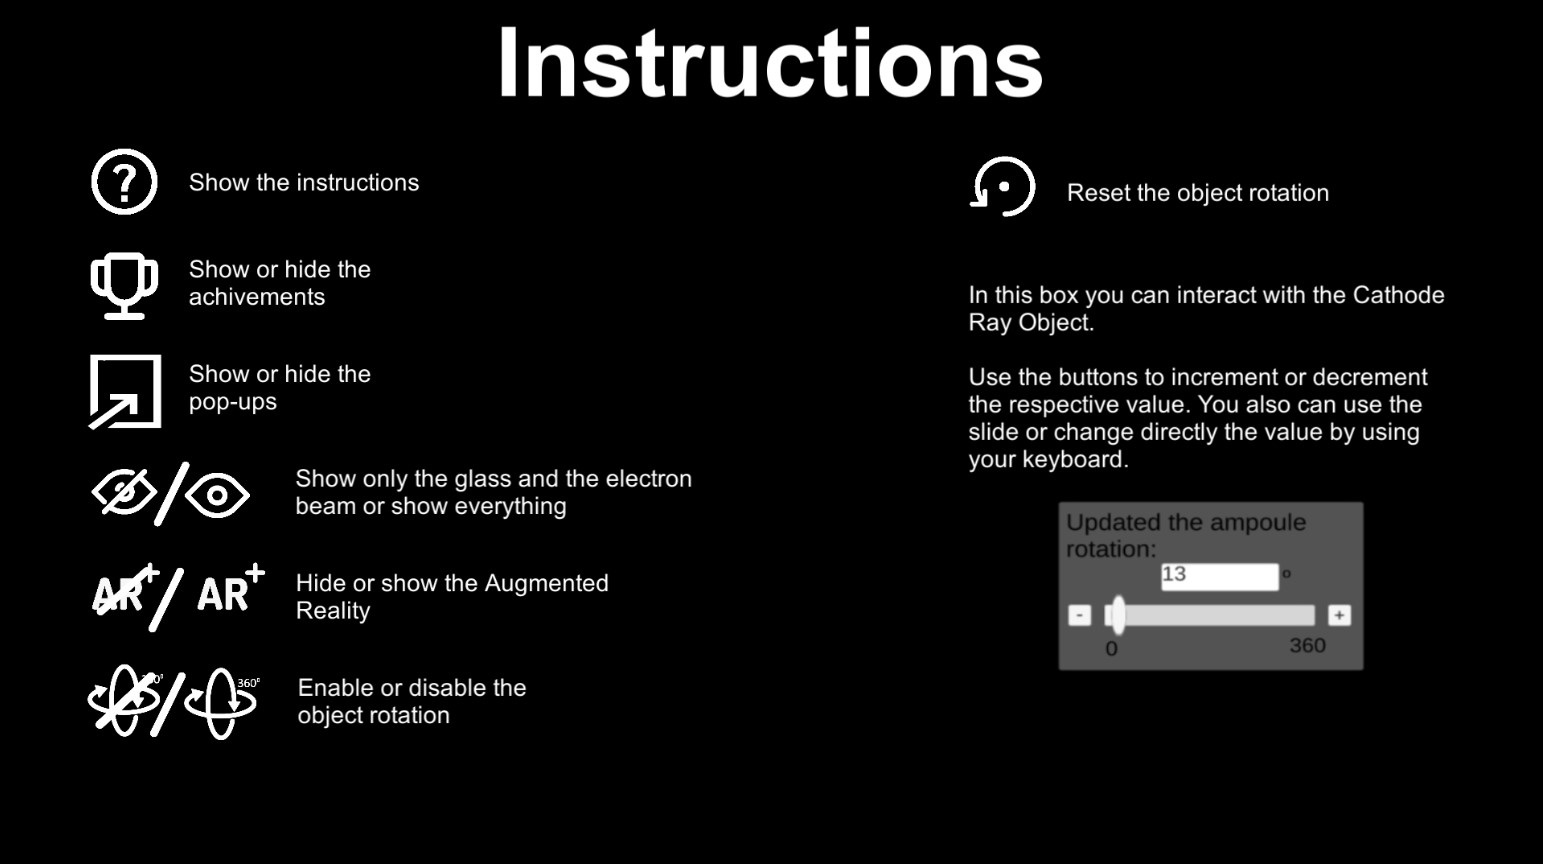 Instructions
?
Show the instructions
Show or hide the
achivements
Show or hide the
pop-ups
Show only the glass and the electron
beam or show everything
AR+ / AR+
Hide or show the Augmented
Reality
360º
Enable or disable the
object rotation
Reset the object rotation
In this box you can interact with the Cathode
Ray Object.
Use the buttons to increment or decrement
the respective value. You also can use the
slide or change directly the value by using
your keyboard.
Updated the ampoule
rotation:
13 º
- +
0 360